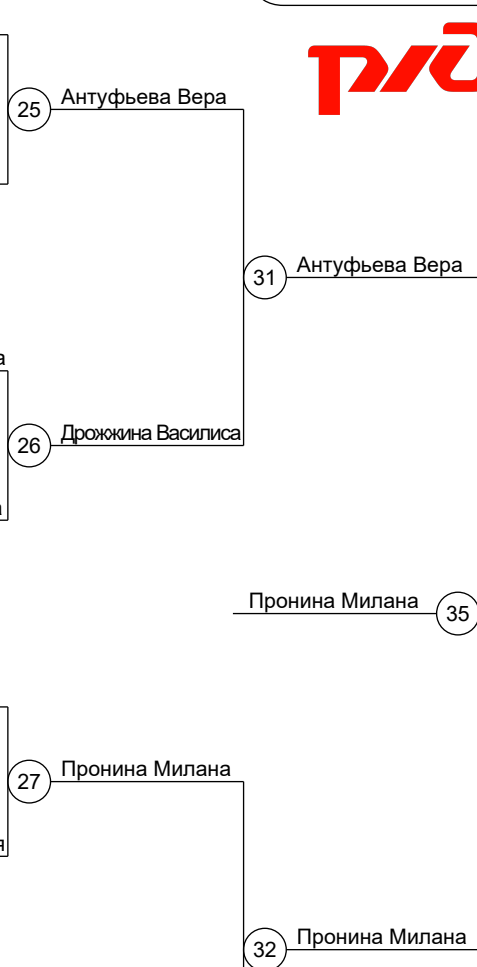 25
Антуфьева Вера
31
Антуфьева Вера
а
26
Дрожжина Василиса
Пронина Милана
35
27
Пронина Милана
я
32
Пронина Милана